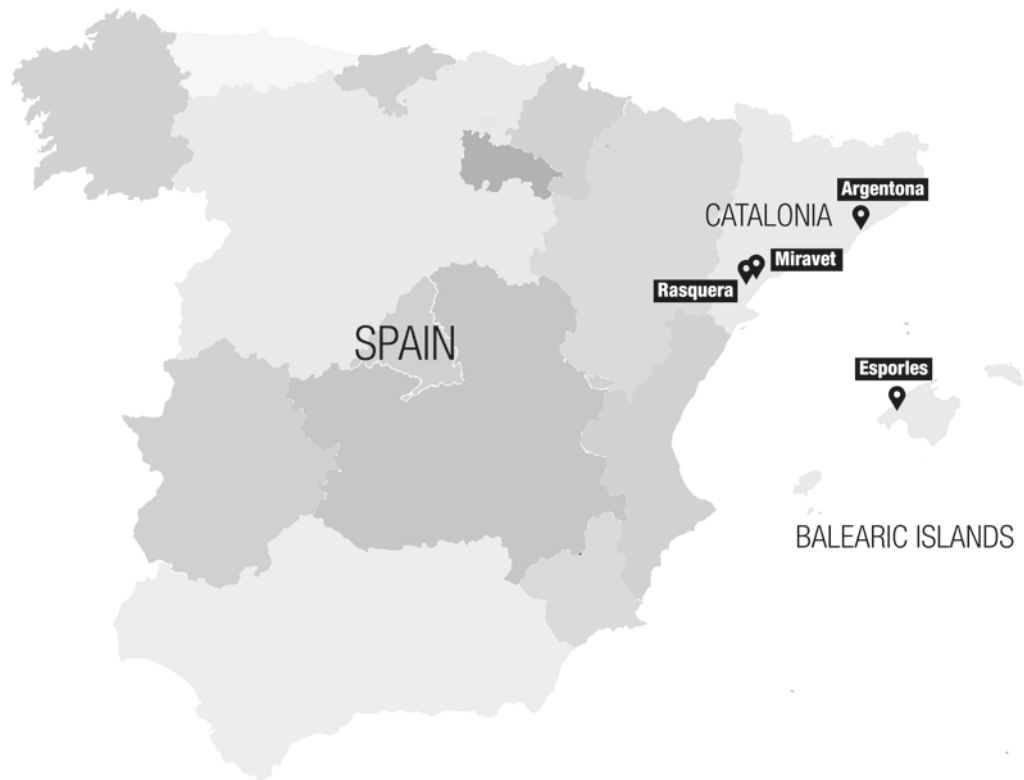 Argentona
CATALONIA
Miravet
Rasquera
SPAIN
Esporles
BALEARIC ISLANDS